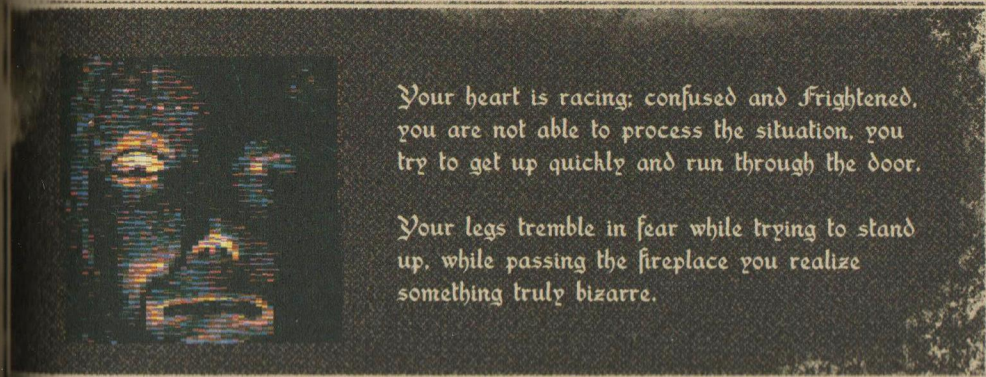 Your heart is racing; confused and Frightened,
you are not able to process the situation, you
try to get up quickly and run through the door.
Your legs tremble in fear while trying to stand
up, while passing the fireplace you realize
something truly bizarre.